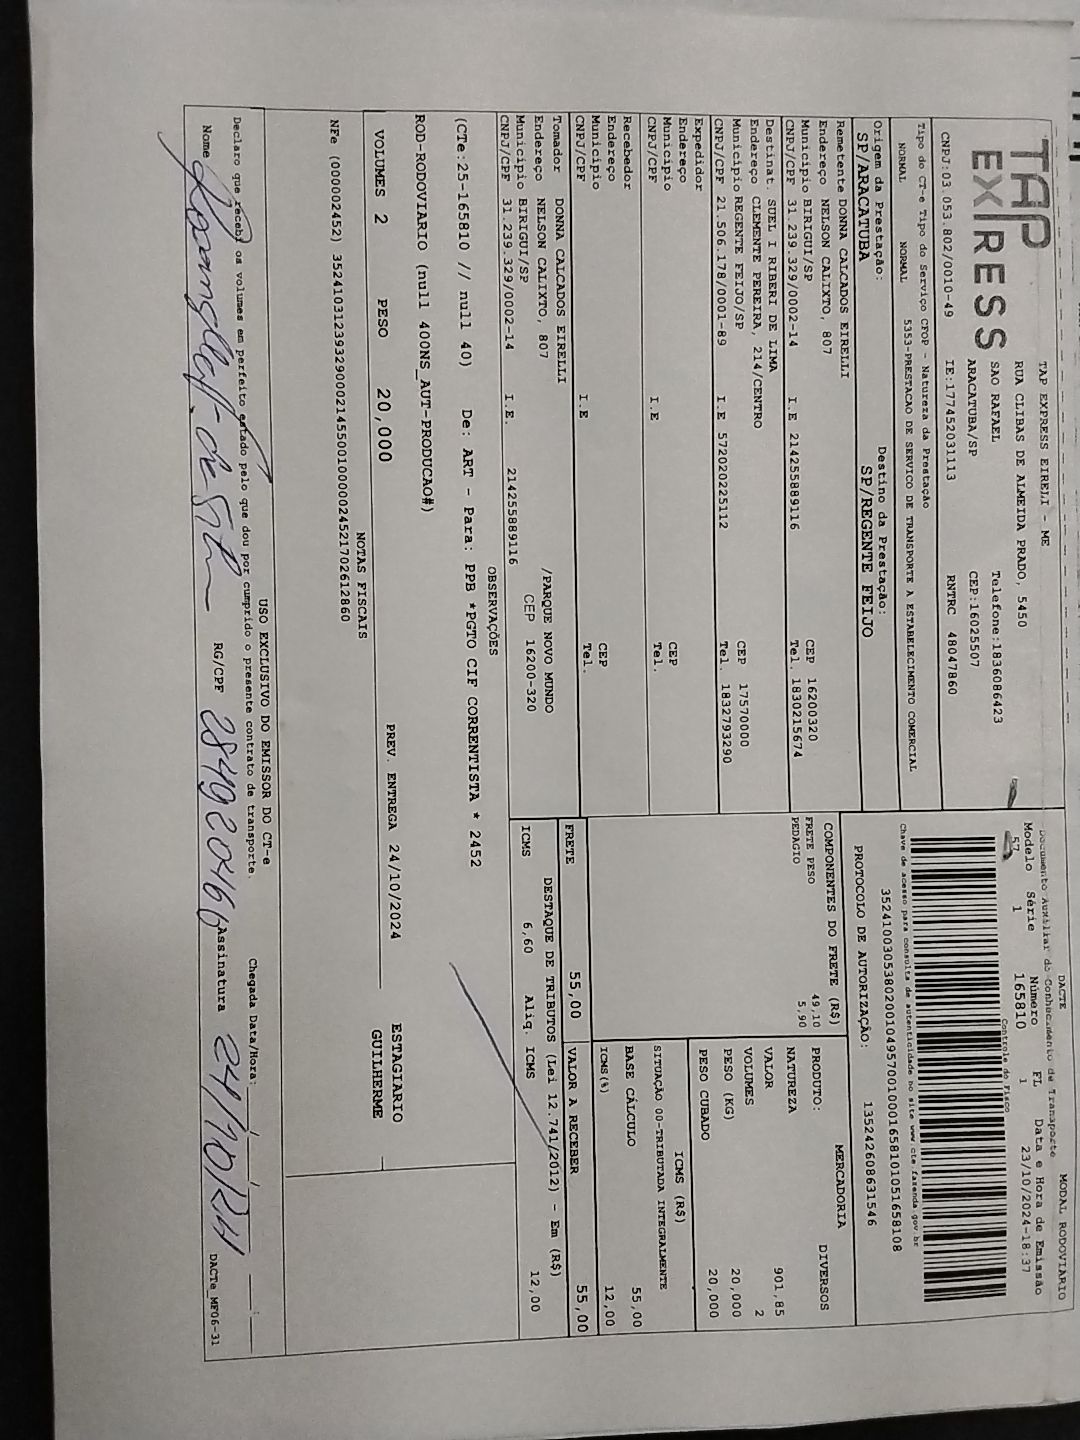 TAP
EXPRESS
TAP EXPRESS EIRELLI - ME
RUA CLIBAS DE ALMEIDA PRADO, 5450
SAO RAFAEL Telefone:1836086423
ARACATUBA/SP CEP:16025507
CNPJ:03.053.802/0010-49 IE:177452031113 RNTRC 48047860
DACTE MODAL RODOVIARIO
Documento Auxiliar do Conhecimento de Transporte
Modelo Série Número FL Data e Hora de Emissão
57 1 165810 1 23/10/2024-18:37
Controle do Fisco
Tipo do CT-e Tipo do Serviço CFOP - Natureza da Prestação
NORMAL NORMAL 5353-PRESTACAO DE SERVICO DE TRANSPORTE A ESTABELECIMENTO COMERCIAL
Chave de acesso para consulta de autenticidade no site www.cte.fazenda.gov.br
35241003053802001049570010001658101051658108
Origem da Prestação: Destino da Prestação:
SP/ARACATUBA SP/REGENTE FEIJO
PROTOCOLO DE AUTORIZAÇÃO: 135242608631546
Remetente DONNA CALCADOS EIRELLI
Endereço NELSON CALIXTO, 807
Município BIRIGUI/SP CEP 16200320
CNPJ/CPF 31.239.329/0002-14 I.E 214255889116 Tel. 1830215674
Destinat. SUEL I RIBERI DE LIMA
Endereço CLEMENTE PEREIRA, 214/CENTRO
Município REGENTE FEIJO/SP CEP 17570000
CNPJ/CPF 21.506.178/0001-89 I.E 572020225112 Tel. 1832793290
Expedidor
Endereço
Município CEP
CNPJ/CPF I.E Tel.
Recebedor
Endereço
Município CEP
CNPJ/CPF I.E Tel.
Tomador DONNA CALCADOS EIRELLI
Endereço NELSON CALIXTO, 807 /PARQUE NOVO MUNDO
Município BIRIGUI/SP CEP 16200-320
CNPJ/CPF 31.239.329/0002-14 I.E. 214255889116
COMPONENTES DO FRETE (R$)
FRETE PESO 49,10
PEDAGIO 5,90
MERCADORIA
PRODUTO: DIVERSOS
NATUREZA
VALOR 901,85
VOLUMES 2
PESO (KG) 20,000
PESO CUBADO 20,000
ICMS (R$)
SITUAÇÃO 00-TRIBUTADA INTEGRALMENTE
BASE CÁLCULO 55,00
ICMS(%) 12,00
FRETE 55,00 VALOR A RECEBER 55,00
DESTAQUE DE TRIBUTOS (Lei 12.741/2012) - Em (R$)
ICMS 6,60 Aliq. ICMS 12,00
OBSERVAÇÕES
(CTe:25-165810 // null 40) De: ART - Para: PPB *PGTO CIF CORRENTISTA * 2452
ROD-RODOVIARIO (null 400NS_AUT-PRODUCAO#)
VOLUMES 2 PESO 20,000 PREV. ENTREGA 24/10/2024
ESTAGIARIO
GUILHERME
NOTAS FISCAIS
NFe (000002452) 35241031239329000214550010000024521702612860
USO EXCLUSIVO DO EMISSOR DO CT-e
Declaro que recebi os volumes em perfeito estado pelo que dou por cumprido o presente contrato de transporte. Chegada Data/Hora: / /  :
Nome RG/CPF Assinatura 24/10/24
DACTe_MF06-31